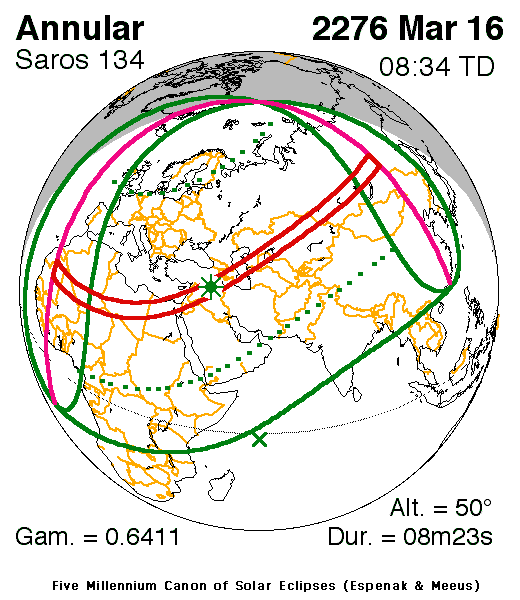 Annular 2276 Mar 16
Saros 134 08:34 TD
Alt. = 50°
Gam. = 0.6411 Dur. = 08m23s
Five Millennium Canon of Solar Eclipses (Espenak & Meeus)